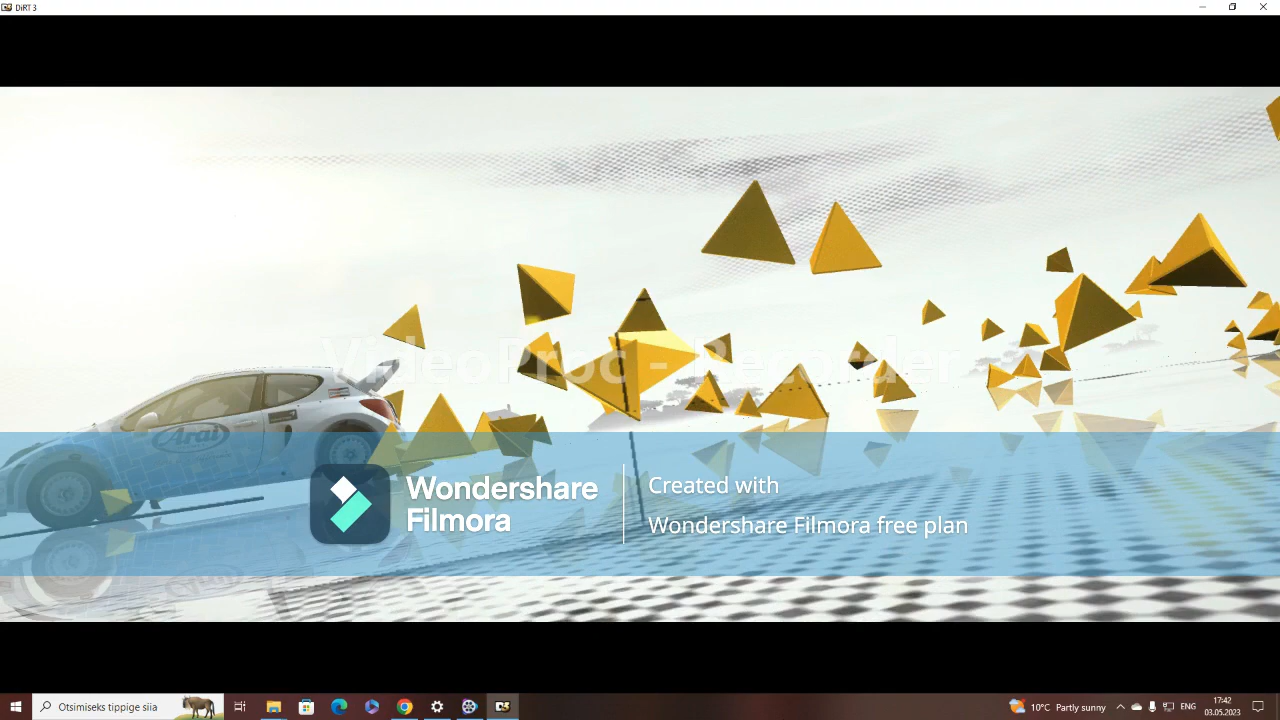 DiRT 3
VideoProc - Recorder
Arai
Wondershare
Filmora
Created with
Wondershare Filmora free plan
Otsimiseks tippige siia
10°C Partly sunny
ENG
17:42
03.05.2023